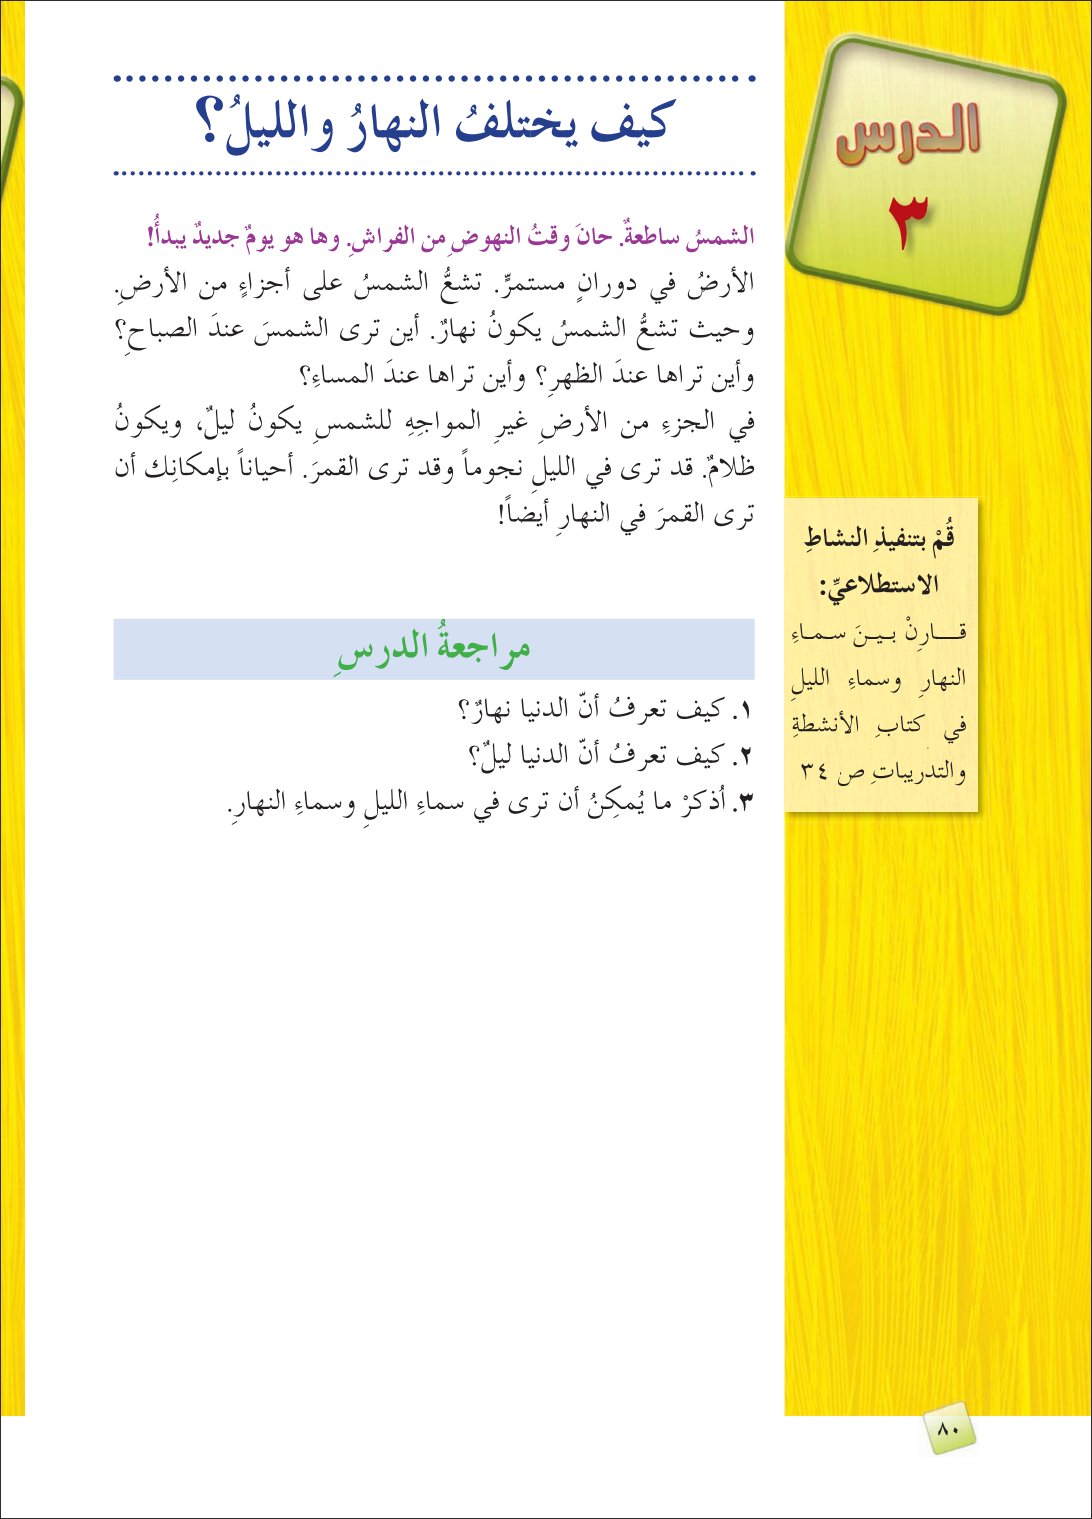 الدرس
٣
كيف يختلفُ النهارُ والليلُ؟
الشمسُ ساطعةٌ. حانَ وقتُ النهوضِ من الفراشِ. وها هو يومٌ جديدٌ يبدأُ!
الأرضُ في دورانٍ مستمرٍّ. تشعُّ الشمسُ على أجزاءٍ من الأرضِ.
وحيث تشعُّ الشمسُ يكونُ نهارٌ. أين ترى الشمسَ عندَ الصباحِ؟
وأين تراها عندَ الظهرِ؟ وأين تراها عندَ المساءِ؟
في الجزءِ من الأرضِ غيرِ المواجِهِ للشمسِ يكونُ ليلٌ، ويكونُ
ظلامٌ. قد ترى في الليلِ نجوماً وقد ترى القمرَ. أحياناً بإمكانِك أن
ترى القمرَ في النهارِ أيضاً!
قُمْ بتنفيذِ النشاطِ
الاستطلاعيِّ:
قارنْ بينَ سماءِ
النهارِ وسماءِ الليلِ
في كتابِ الأنشطةِ
والتدريباتِ ص ٣٤
مراجعةُ الدرسِ
١. كيف تعرفُ أنّ الدنيا نهارٌ؟
٢. كيف تعرفُ أنّ الدنيا ليلٌ؟
٣. اُذكرْ ما يُمكِنُ أن ترى في سماءِ الليلِ وسماءِ النهارِ.
٨٠